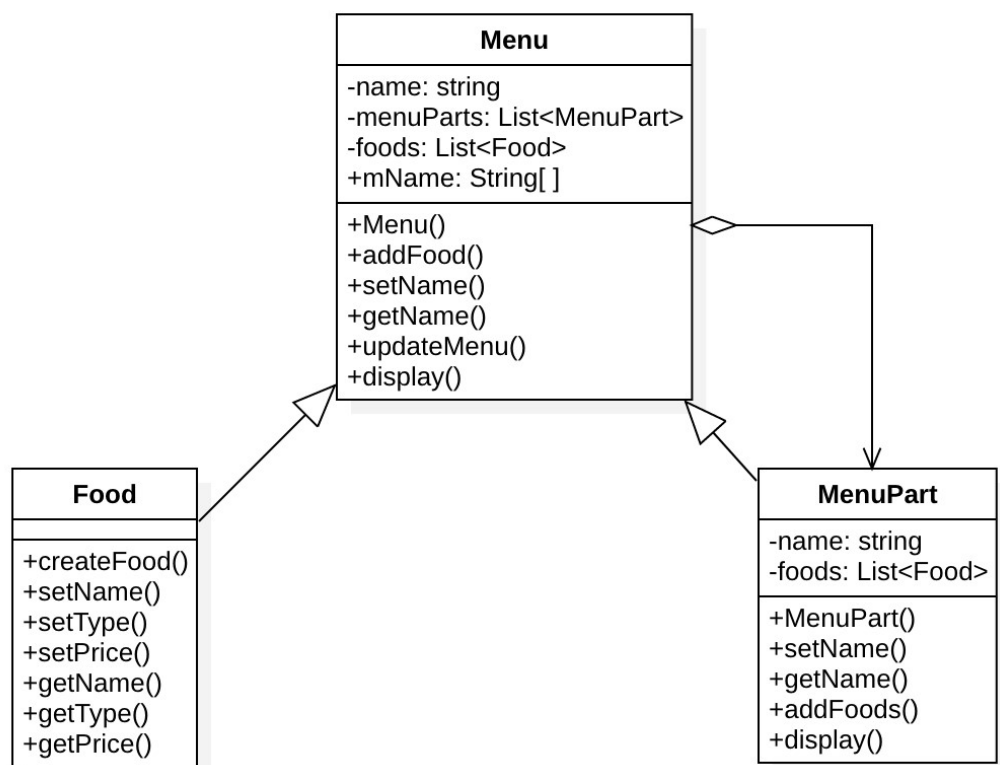 Menu
-name: string
-menuParts: List<MenuPart>
-foods: List<Food>
+mName: String[ ]
+Menu()
+addFood()
+setName()
+getName()
+updateMenu()
+display()
Food
+createFood()
+setName()
+setType()
+setPrice()
+getName()
+getType()
+getPrice()
MenuPart
-name: string
-foods: List<Food>
+MenuPart()
+setName()
+getName()
+addFoods()
+display()